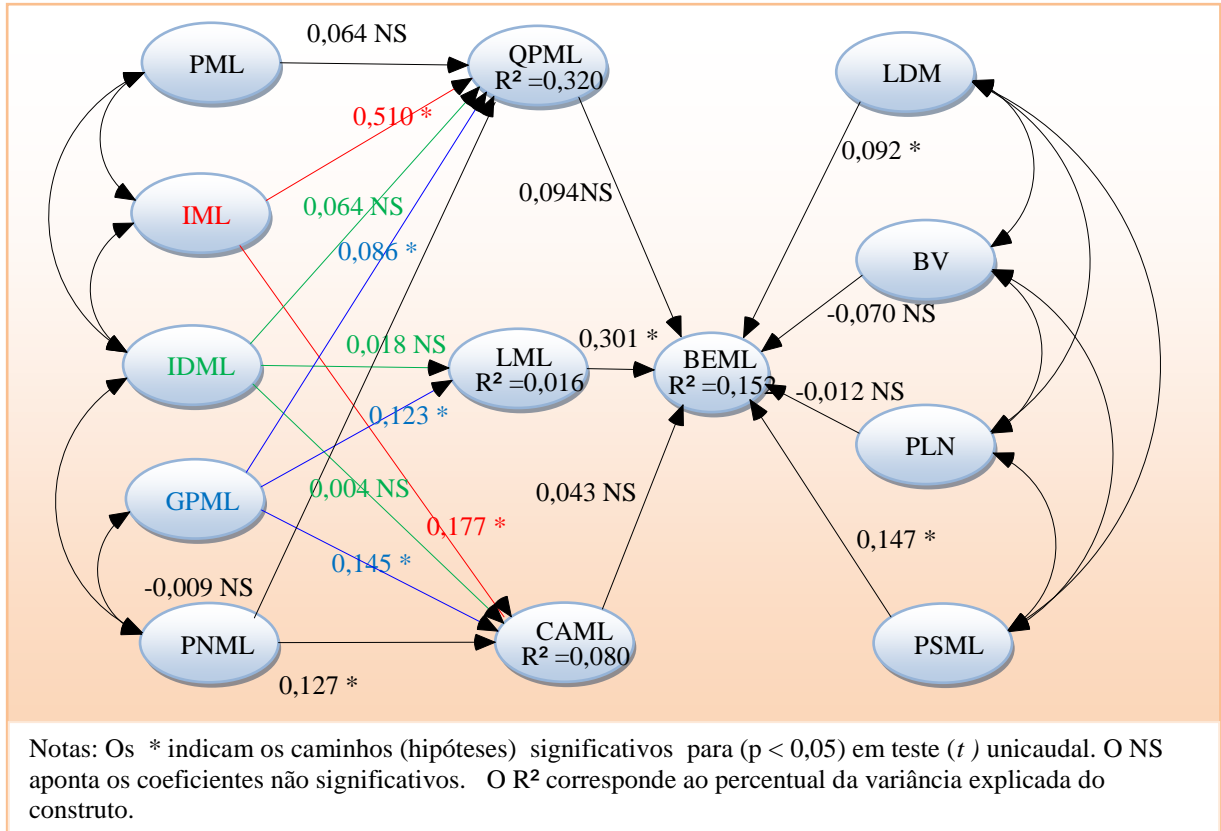 0,064 NS
PML
QPML
R² =0,320
LDM
0,510 *
0,092 *
0,094NS
IML
0,064 NS
0,086 *
BV
-0,070 NS
IDML
0,018 NS
LML
R² =0,016
0,301 *
BEML
R² =0,152
-0,012 NS
0,123 *
PLN
GPML
0,004 NS
0,043 NS
0,177 *
0,147 *
0,145 *
-0,009 NS
PNML
CAML
R² =0,080
PSML
0,127 *
Notas: Os * indicam os caminhos (hipóteses) significativos para (p < 0,05) em teste (t ) unicaudal. O NS
aponta os coeficientes não significativos. O R² corresponde ao percentual da variância explicada do
construto.